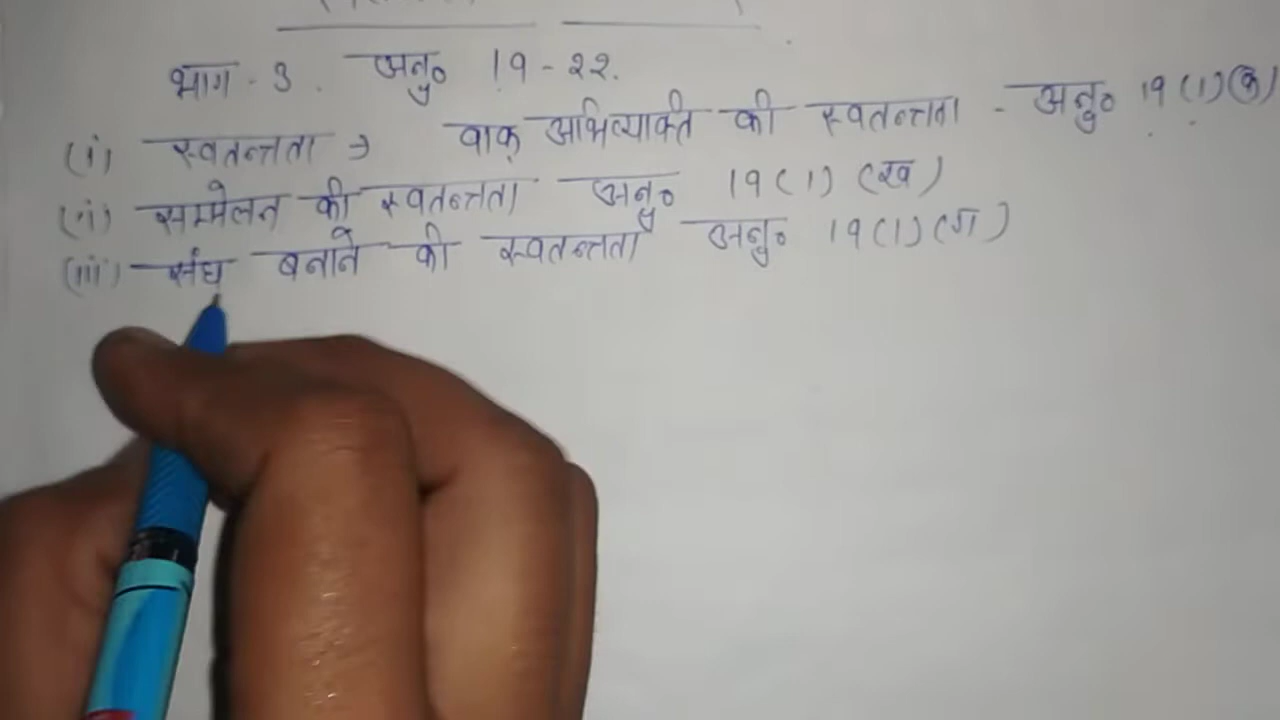 भाग - 3. अनु० 19 - २२.
(i) स्वतन्त्रता → वाक् अभिव्यक्ति की स्वतन्त्रता - अनु० 19 (1) (क)
(ii) सम्मेलन की स्वतन्त्रता अनु० 19 (1) (ख)
(iii) संघ बनाने की स्वतन्त्रता अनु० 19 (1) (ग)